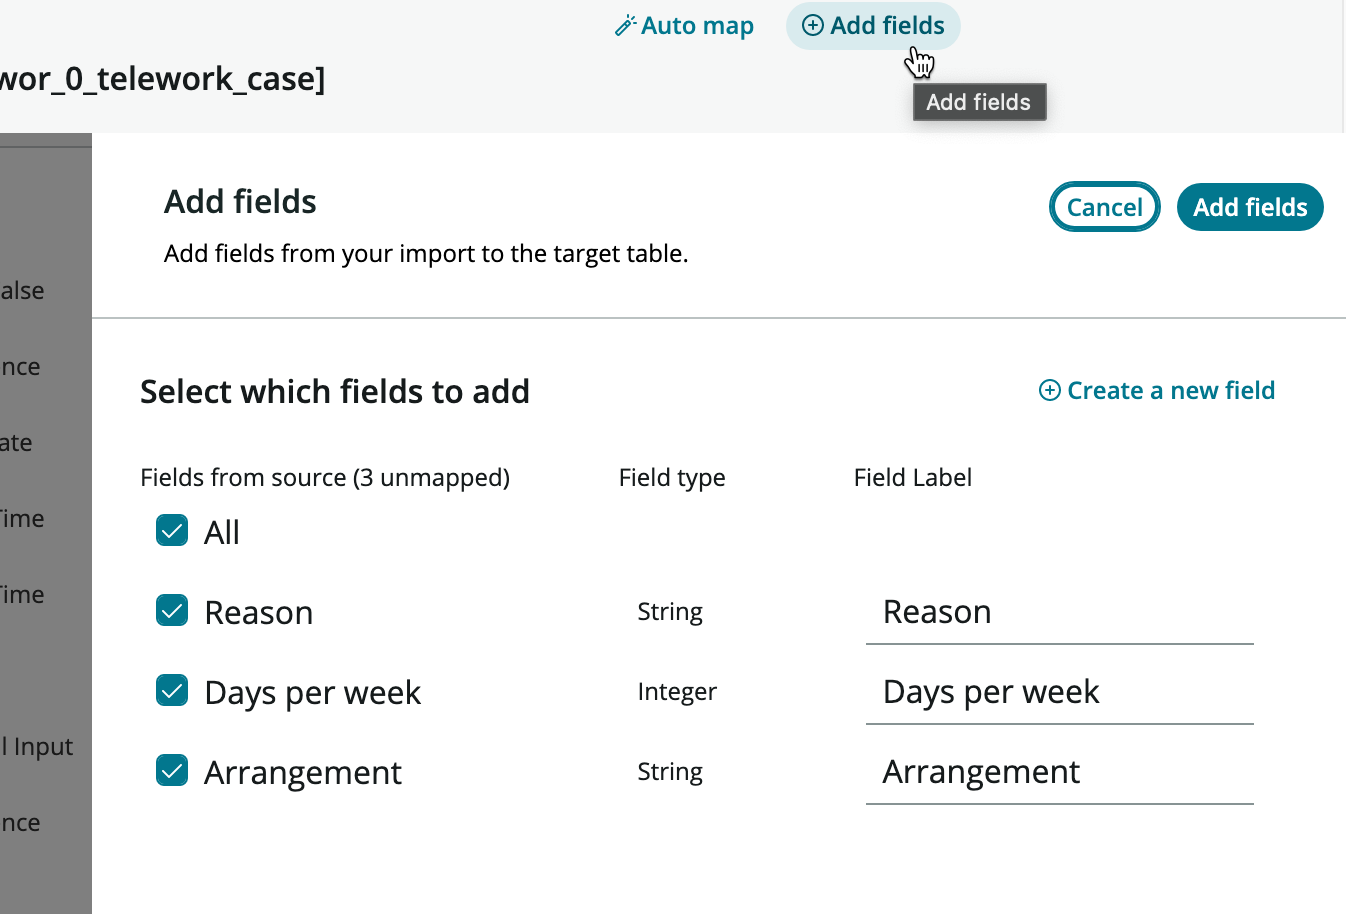 Auto map
Add fields
wor_0_telework_case]
Add fields
Add fields
Cancel
Add fields
Add fields from your import to the target table.
alse
nce
ate
Time
Time
l Input
nce
Select which fields to add
Create a new field
Fields from source (3 unmapped) Field type Field Label
All
Reason String Reason
Days per week Integer Days per week
Arrangement String Arrangement